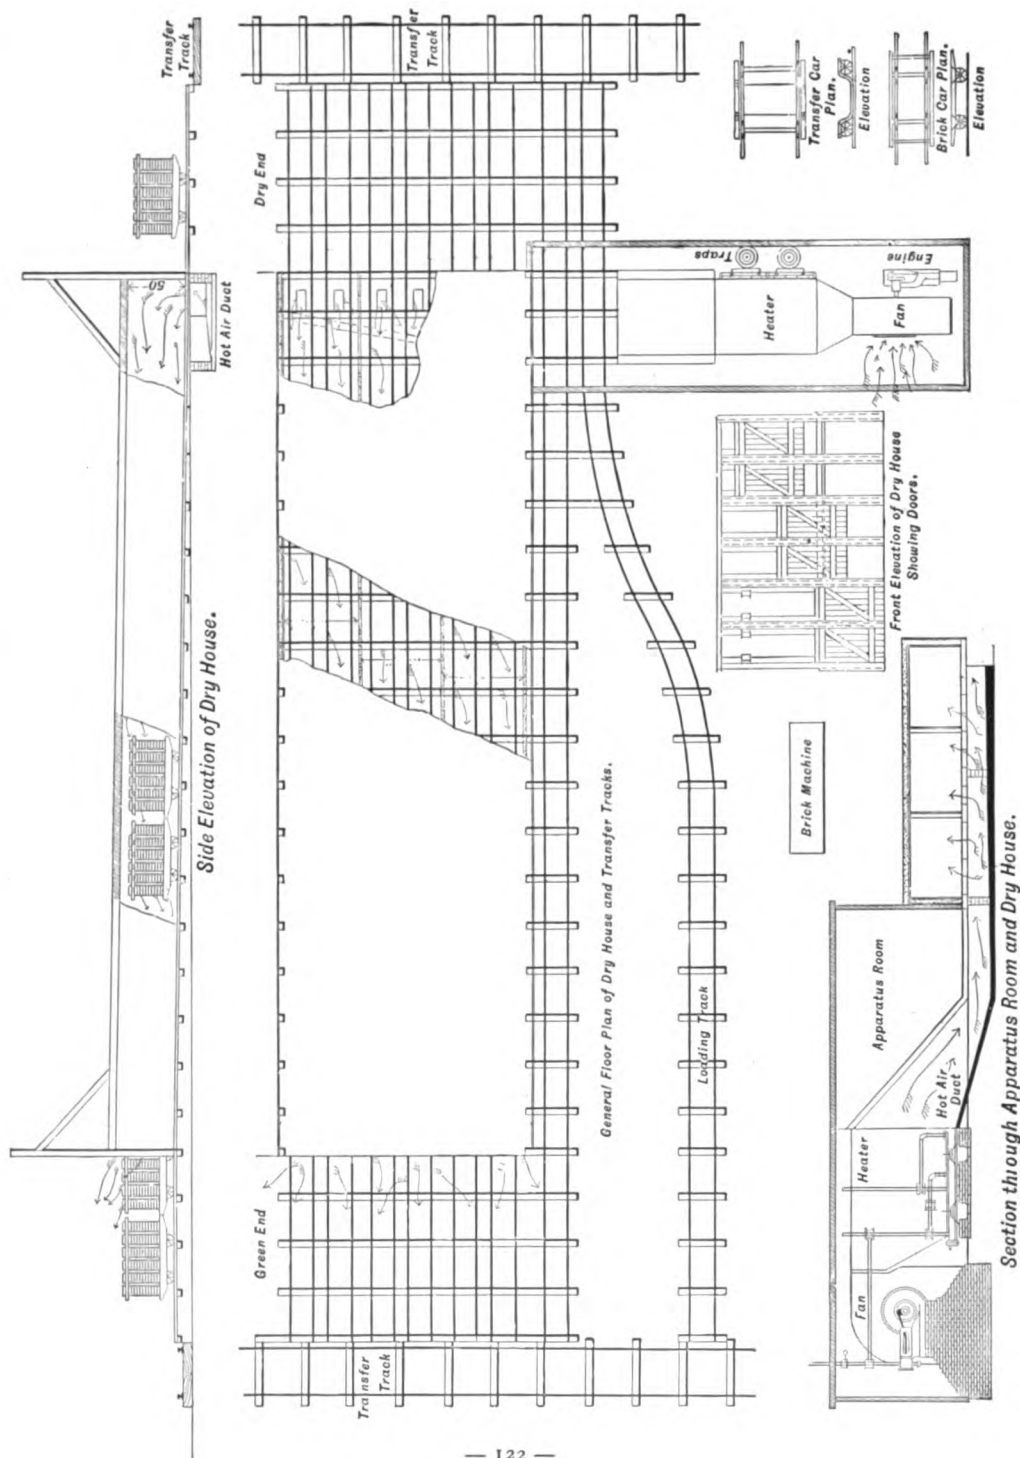 Transfer
Track
50
Hot Air Duct
Side Elevation of Dry House.
Transfer
Track
Dry End
Green End
Transfer
Track
General Floor Plan of Dry House and Transfer Tracks.
Loading Track
Traps
Engine
Heater
Fan
Transfer Car
Plan.
Elevation
Brick Car Plan.
Elevation
Front Elevation of Dry House
Showing Doors.
Brick Machine
Apparatus Room
Hot Air
Duct
Heater
Fan
Section through Apparatus Room and Dry House.
— 122 —